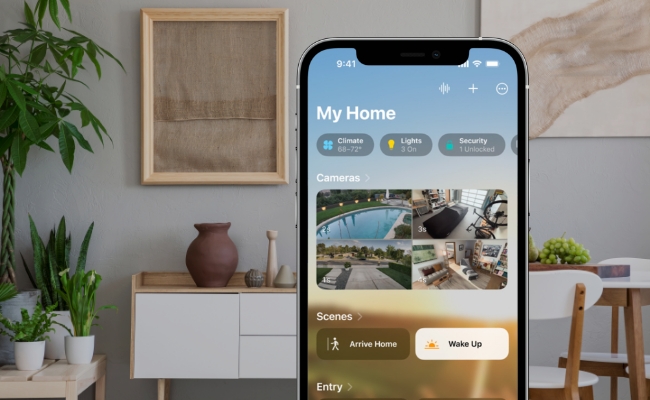 9:41
My Home
Climate
68–72°
Lights
3 On
Security
1 Unlocked
Cameras
3s
Scenes
Arrive Home
Wake Up
Entry